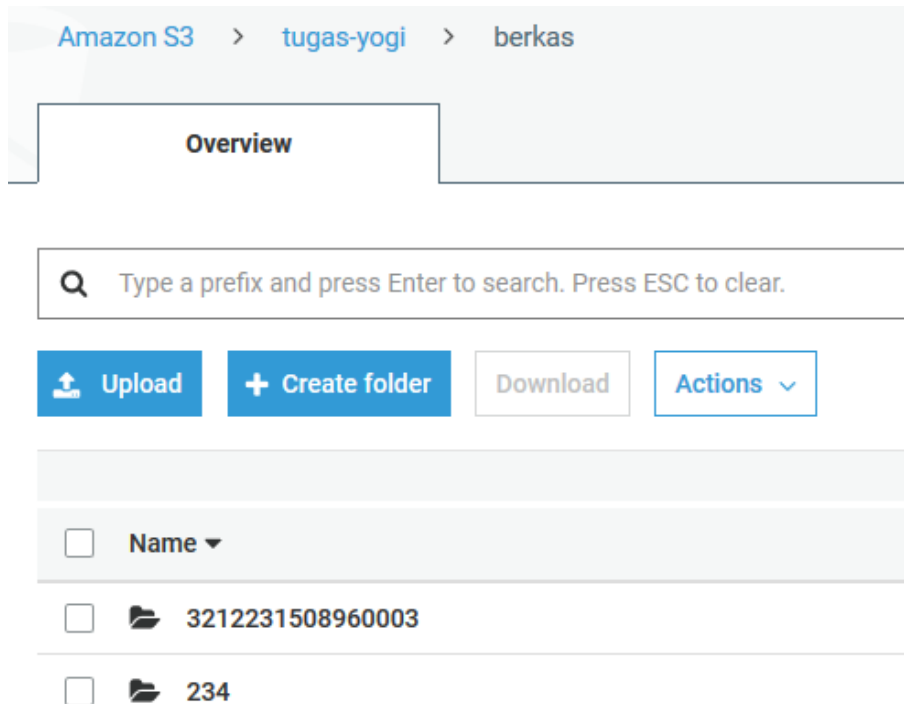 Amazon S3 > tugas-yogi > berkas
Overview
Type a prefix and press Enter to search. Press ESC to clear.
Upload + Create folder Download Actions
Name
3212231508960003
234